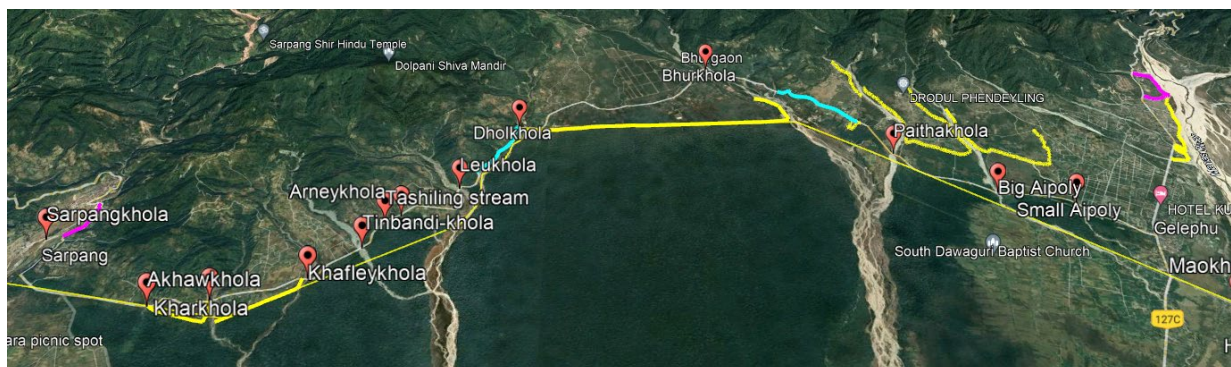 Sarpang Shir Hindu Temple
Dolpani Shiva Mandir
Bhurgaon
Bhurkhola
DRODUL PHENDEYLING
Dholkhola
Paithakhola
Leukhola
Arneykhola
Tashiling stream
Big Aipoly
Small Aipoly
HOTEL KU
Sarpangkhola
Tinbandi-khola
Gelephu
Sarpang
South Dawaguri Baptist Church
Khafleykhola
Maokh
Akhawkhola
Kharkhola
127C
ara picnic spot
H